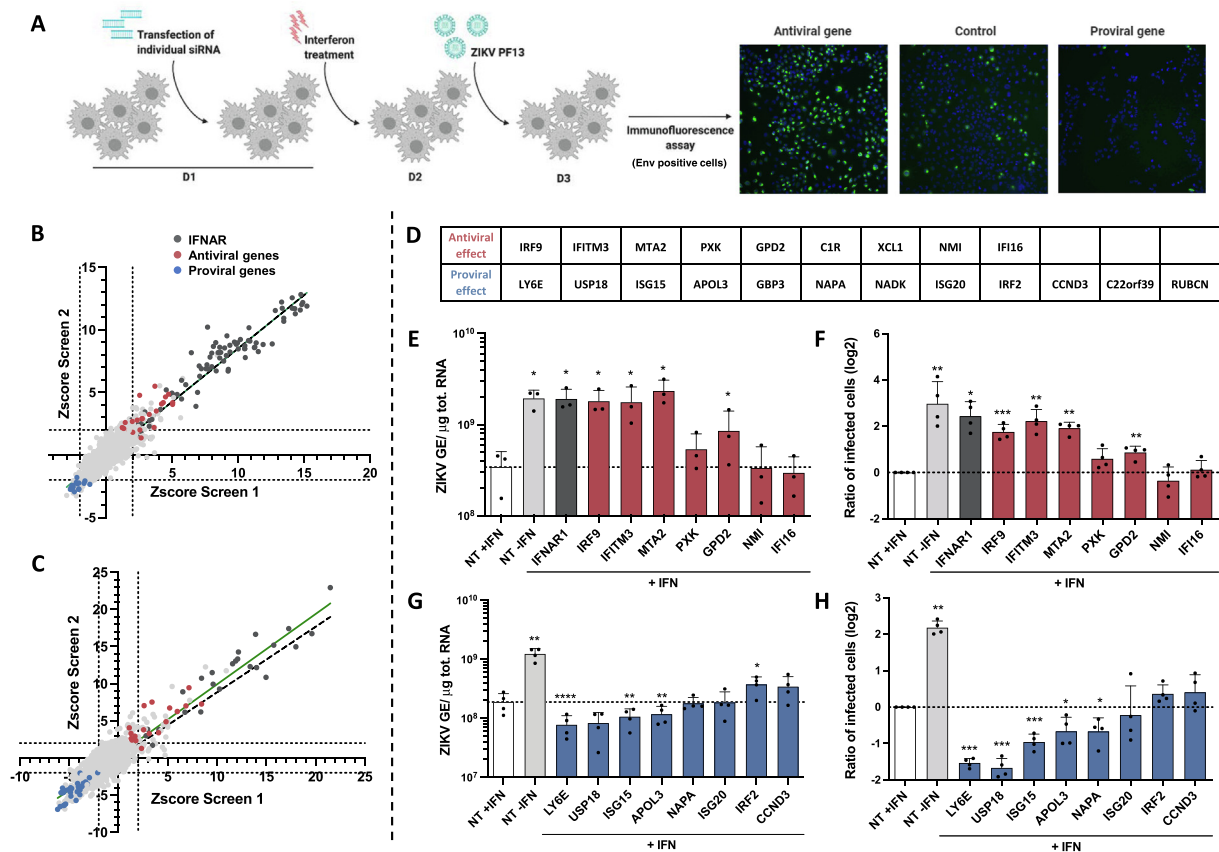 A
Transfection of
individual siRNA
Interferon
treatment
ZIKV PF13
D1
D2
D3
Immunofluorescence
assay
(Env positive cells)
Antiviral gene
Control
Proviral gene
B
IFNAR
Antiviral genes
Proviral genes
Zscore Screen 2
15
10
5
-5
5
10
15
20
Zscore Screen 1
C
Zscore Screen 2
25
20
15
10
5
-5
-10
-10
-5
5
10
15
20
25
Zscore Screen 1
D
Antiviral effect IRF9 IFITM3 MTA2 PXK GPD2 C1R XCL1 NMI IFI16
Proviral effect LY6E USP18 ISG15 APOL3 GBP3 NAPA NADK ISG20 IRF2 CCND3 C22orf39 RUBCN
E
ZIKV GE/ µg tot. RNA
10^10
10^9
10^8
* * * * * *
NT +IFN NT -IFN IFNAR1 IRF9 IFITM3 MTA2 PXK GPD2 NMI IFI16
+ IFN
F
Ratio of infected cells (log2)
6
4
2
0
-2
** * *** ** ** **
NT +IFN NT -IFN IFNAR1 IRF9 IFITM3 MTA2 PXK GPD2 NMI IFI16
+ IFN
G
ZIKV GE/ µg tot. RNA
10^10
10^9
10^8
10^7
** **** ** ** *
NT +IFN NT -IFN LY6E USP18 ISG15 APOL3 NAPA ISG20 IRF2 CCND3
+ IFN
H
Ratio of infected cells (log2)
3
2
1
0
-1
-2
** *** *** *** * *
NT +IFN NT -IFN LY6E USP18 ISG15 APOL3 NAPA ISG20 IRF2 CCND3
+ IFN